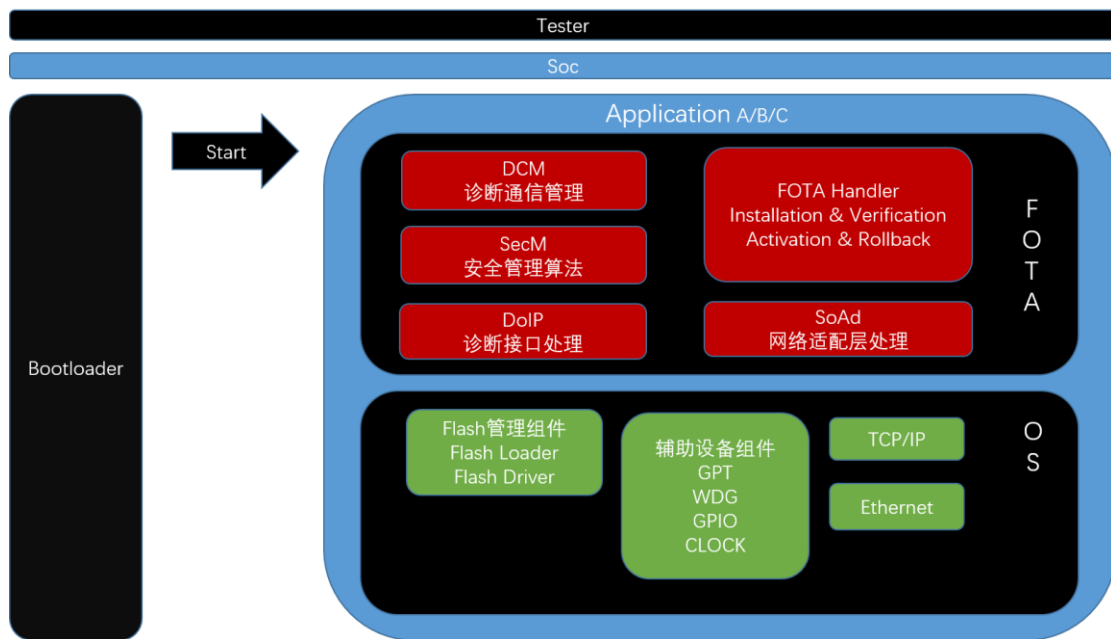 Tester
Soc
Bootloader
Start
Application A/B/C
DCM
诊断通信管理
SecM
安全管理算法
DoIP
诊断接口处理
FOTA Handler
Installation & Verification
Activation & Rollback
SoAd
网络适配层处理
F
O
T
A
Flash管理组件
Flash Loader
Flash Driver
辅助设备组件
GPT
WDG
GPIO
CLOCK
TCP/IP
Ethernet
O
S